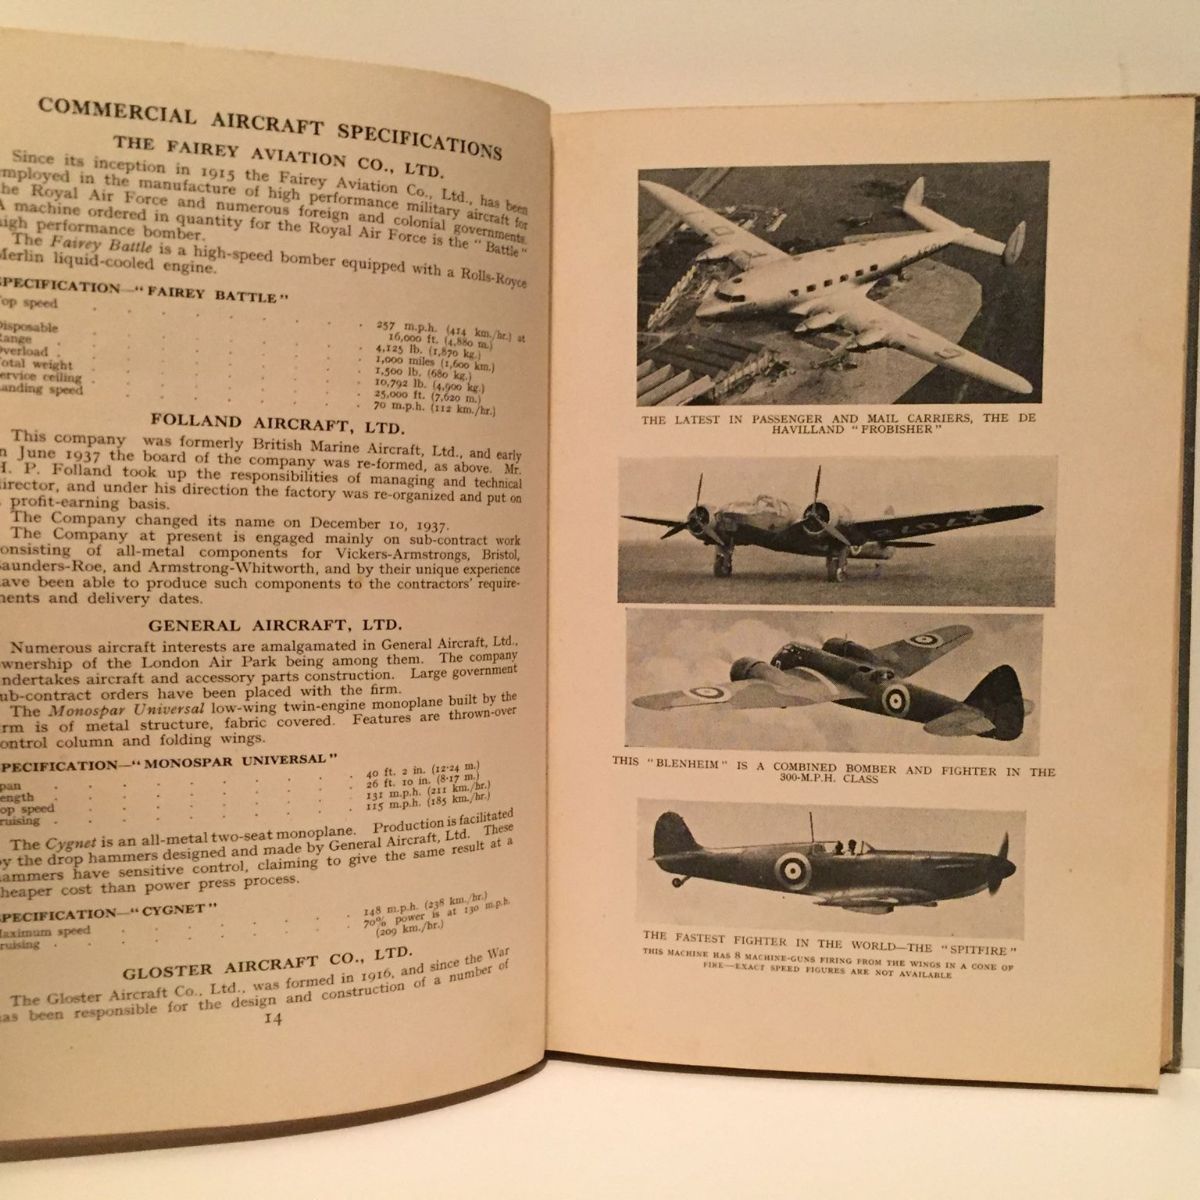 COMMERCIAL AIRCRAFT SPECIFICATIONS
THE FAIREY AVIATION CO., LTD.
Since its inception in 1915 the Fairey Aviation Co., Ltd., has been
employed in the manufacture of high performance military aircraft for
the Royal Air Force and numerous foreign and colonial governments.
A machine ordered in quantity for the Royal Air Force is the "Battle"
high performance bomber.
The Fairey Battle is a high-speed bomber equipped with a Rolls-Royce
Merlin liquid-cooled engine.
SPECIFICATION—"FAIREY BATTLE"
Top speed . . . . . . . . 257 m.p.h. (414 km./hr.) at
16,000 ft. (4,880 m.)
Disposable . . . . . . . . 4,125 lb. (1,870 kg.)
Range . . . . . . . . 1,000 miles (1,600 km.)
Overload . . . . . . . . 1,500 lb. (680 kg.)
Total weight . . . . . . . . 10,792 lb. (4,900 kg.)
Service ceiling . . . . . . . . 25,000 ft. (7,620 m.)
Landing speed . . . . . . . . 70 m.p.h. (112 km./hr.)
FOLLAND AIRCRAFT, LTD.
This company was formerly British Marine Aircraft, Ltd., and early
in June 1937 the board of the company was re-formed, as above. Mr.
H. P. Folland took up the responsibilities of managing and technical
director, and under his direction the factory was re-organized and put on
a profit-earning basis.
The Company changed its name on December 10, 1937.
The Company at present is engaged mainly on sub-contract work
consisting of all-metal components for Vickers-Armstrongs, Bristol,
Saunders-Roe, and Armstrong-Whitworth, and by their unique experience
have been able to produce such components to the contractors' require-
ments and delivery dates.
GENERAL AIRCRAFT, LTD.
Numerous aircraft interests are amalgamated in General Aircraft, Ltd.,
ownership of the London Air Park being among them. The company
undertakes aircraft and accessory parts construction. Large government
sub-contract orders have been placed with the firm.
The Monospar Universal low-wing twin-engine monoplane built by the
firm is of metal structure, fabric covered. Features are thrown-over
control column and folding wings.
SPECIFICATION—"MONOSPAR UNIVERSAL"
Span . . . . . . . . 40 ft. 2 in. (12·24 m.)
Length . . . . . . . . 26 ft. 10 in. (8·17 m.)
Top speed . . . . . . . . 131 m.p.h. (211 km./hr.)
Cruising . . . . . . . . 115 m.p.h. (185 km./hr.)
The Cygnet is an all-metal two-seat monoplane. Production is facilitated
by the drop hammers designed and made by General Aircraft, Ltd. These
hammers have sensitive control, claiming to give the same result at a
cheaper cost than power press process.
SPECIFICATION—"CYGNET"
Maximum speed . . . . . . 148 m.p.h. (238 km./hr.)
Cruising . . . . . . 70% power is at 130 m.p.h.
(209 km./hr.)
GLOSTER AIRCRAFT CO., LTD.
The Gloster Aircraft Co., Ltd., was formed in 1916, and since the War
has been responsible for the design and construction of a number of
14
THE LATEST IN PASSENGER AND MAIL CARRIERS, THE DE
HAVILLAND "FROBISHER"
THIS "BLENHEIM" IS A COMBINED BOMBER AND FIGHTER IN THE
300-M.P.H. CLASS
THE FASTEST FIGHTER IN THE WORLD—THE "SPITFIRE"
THIS MACHINE HAS 8 MACHINE-GUNS FIRING FROM THE WINGS IN A CONE OF
FIRE—EXACT SPEED FIGURES ARE NOT AVAILABLE